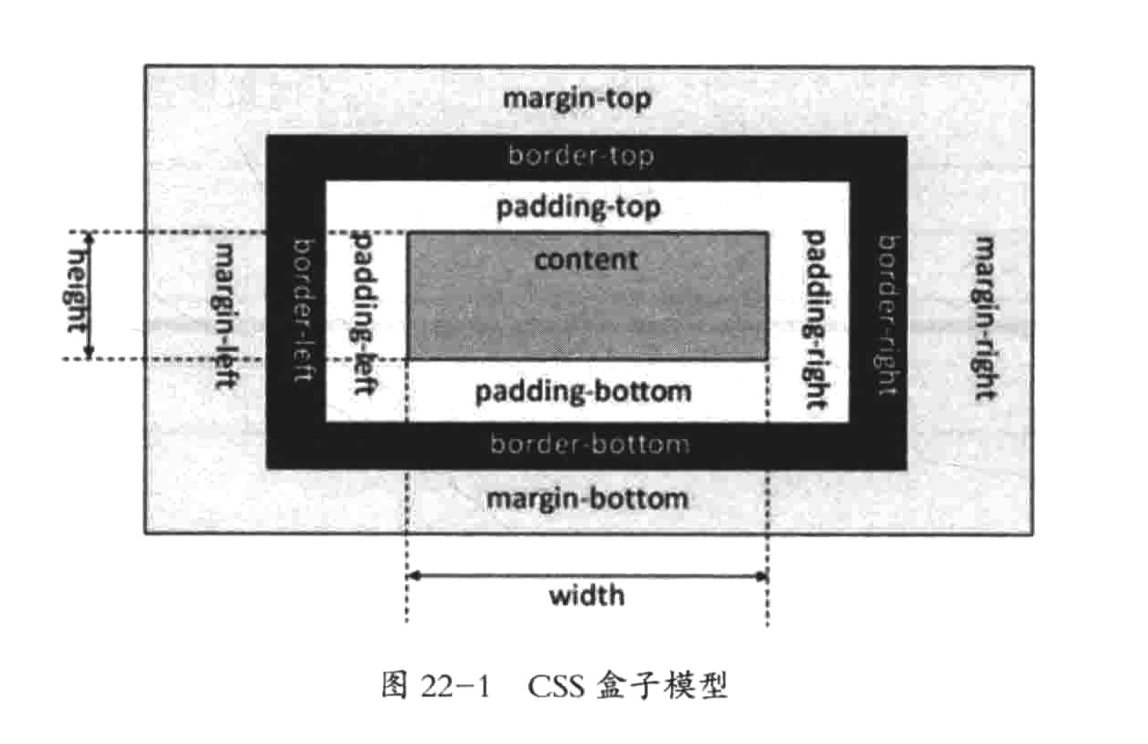 margin-top
border-top
padding-top
height
margin-left
border-left
padding-left
content
padding-right
border-right
margin-right
padding-bottom
border-bottom
margin-bottom
width
图 22-1 CSS 盒子模型